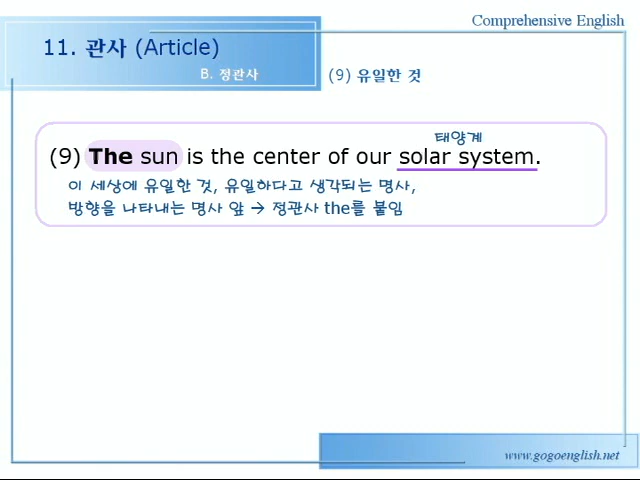 Comprehensive English
11. 관사 (Article)
B. 정관사
(9) 유일한 것
태양계
(9) The sun is the center of our solar system.
이 세상에 유일한 것, 유일하다고 생각되는 명사,
방향을 나타내는 명사 앞 → 정관사 the를 붙임
www.gogoenglish.net